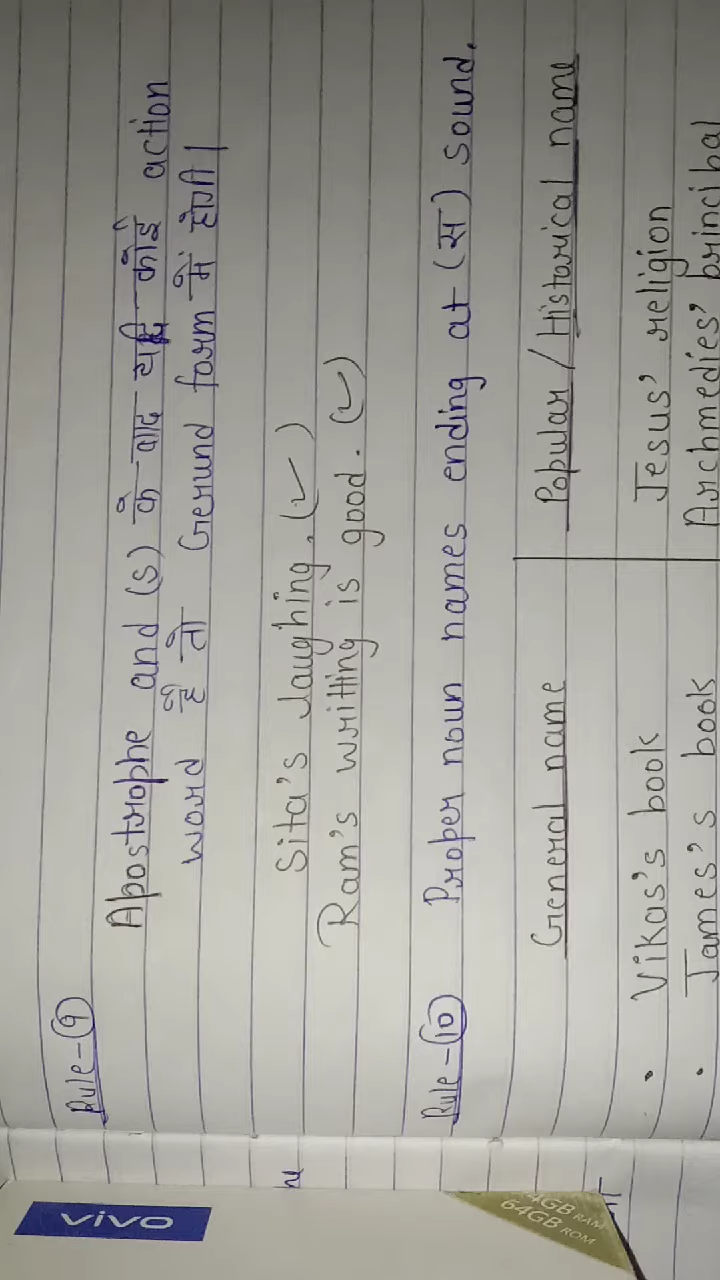 Rule-(9)
Apostrophe and (s) के बाद यदि कोई action
word है तो Gerund form में होगी।
Sita's laughing. (✓)
Ram's writting is good. (✓)
Rule-(10) Proper noun names ending at (स) sound.
General name | Popular/Historical name
• Vikas's book | Jesus' religion
• James's book | Archmedies' principal
vivo
4GB RAM
64GB ROM